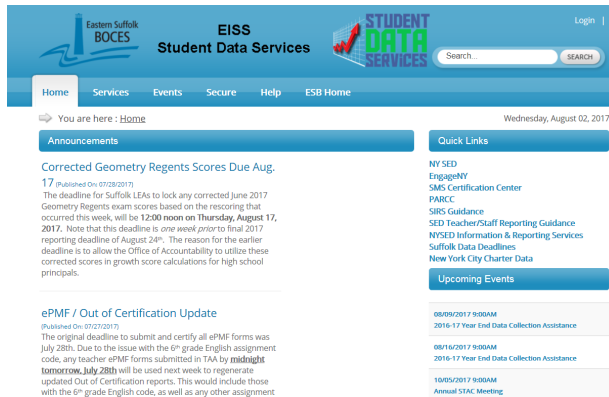 Eastern Suffolk
BOCES
EISS
Student Data Services
STUDENT
DATA
SERVICES
Login |
Search...
SEARCH
Home Services Events Secure Help ESB Home
You are here : Home
Wednesday, August 02, 2017
Announcements
Corrected Geometry Regents Scores Due Aug.
17 (Published On: 07/28/2017)
The deadline for Suffolk LEAs to lock any corrected June 2017
Geometry Regents exam scores based on the rescoring that
occurred this week, will be 12:00 noon on Thursday, August 17,
2017. Note that this deadline is one week prior to final 2017
reporting deadline of August 24th. The reason for the earlier
deadline is to allow the Office of Accountability to utilize these
corrected scores in growth score calculations for high school
principals.
ePMF / Out of Certification Update
(Published On: 07/27/2017)
The original deadline to submit and certify all ePMF forms was
July 28th. Due to the issue with the 6th grade English assignment
code, any teacher ePMF forms submitted in TAA by midnight
tomorrow, July 28th will be used next week to regenerate
updated Out of Certification reports. This would include those
with the 6th grade English code, as well as any other assignment
Quick Links
NY SED
EngageNY
SMS Certification Center
PARCC
SIRS Guidance
SED Teacher/Staff Reporting Guidance
NYSED Information & Reporting Services
Suffolk Data Deadlines
New York City Charter Data
Upcoming Events
08/09/2017 9:00AM
2016-17 Year End Data Collection Assistance
08/16/2017 9:00AM
2016-17 Year End Data Collection Assistance
10/05/2017 9:00AM
Annual STAC Meeting